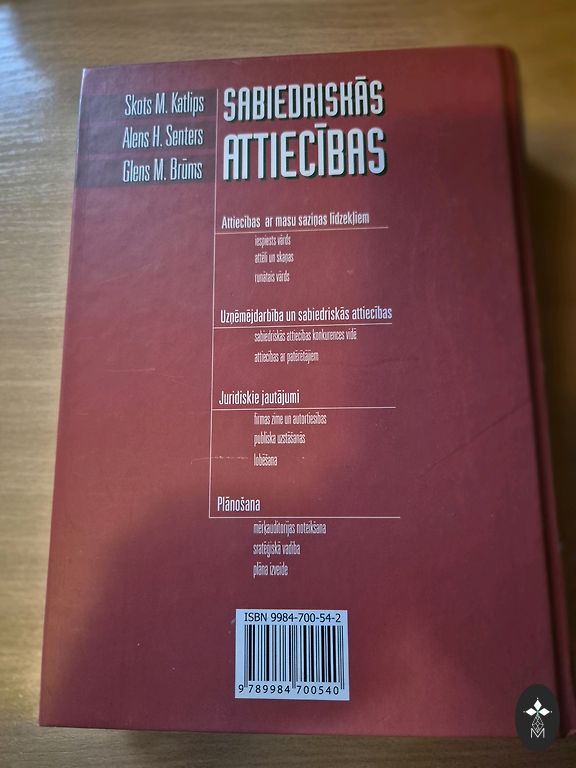 Skots M. Katlips
Alens H. Senters
Glens M. Brūms
SABIEDRISKĀS
ATTIECĪBAS
Attiecības ar masu saziņas līdzekļiem
iespiests vārds
attēli un skaņas
runātais vārds
Uzņēmējdarbība un sabiedriskās attiecības
sabiedriskās attiecības konkurences vidē
attiecības ar patērētājiem
Juridiskie jautājumi
firmas zīme un autortiesības
publiska uzstāšanās
lobēšana
Plānošana
mērķauditorijas noteikšana
sratēģiskā vadība
plāna izveide
ISBN 9984-700-54-2
9 789984 700540
M